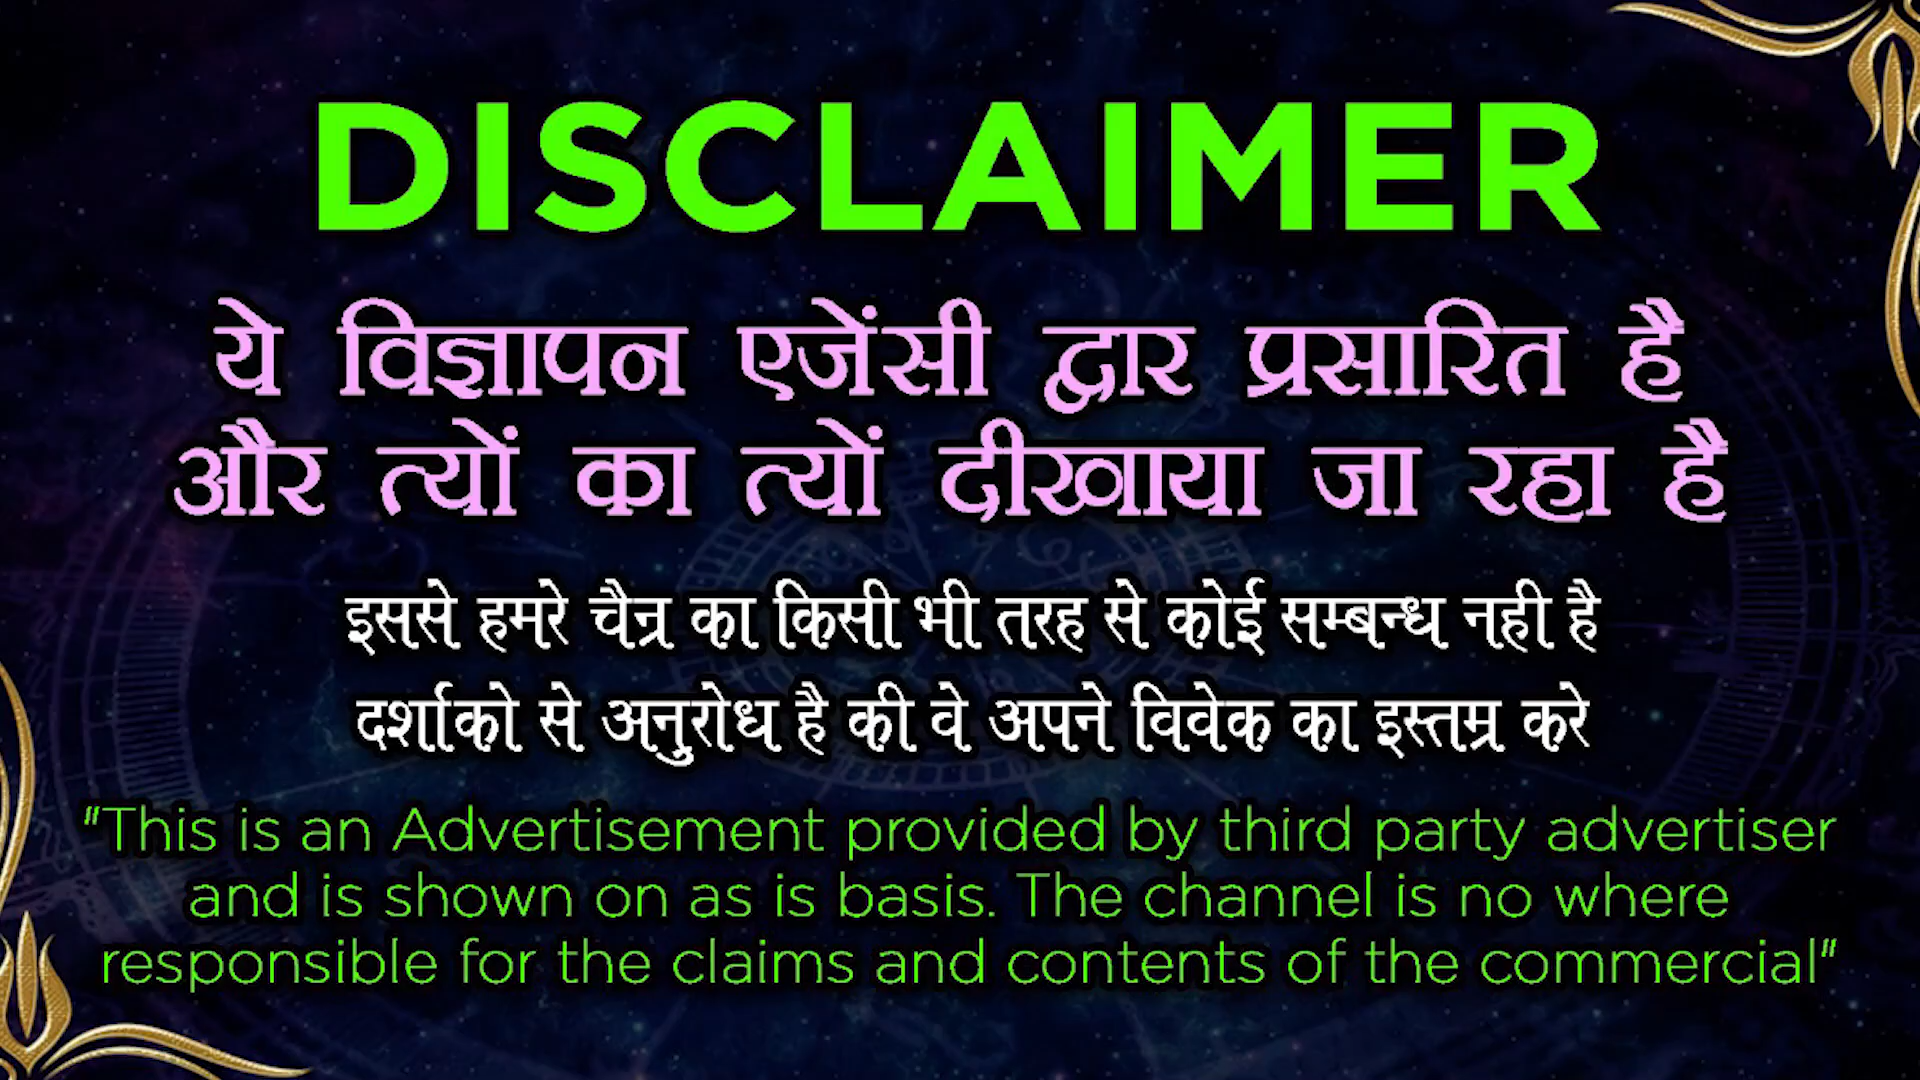 DISCLAIMER
ये विज्ञापन एजेंसी द्वार प्रसारित है
और त्यों का त्यों दीखाया जा रहा है
इससे हमरे चैन्र का किसी भी तरह से कोई सम्बन्ध नही है
दर्शाको से अनुरोध है की वे अपने विवेक का इस्तम्र करे
"This is an Advertisement provided by third party advertiser
and is shown on as is basis. The channel is no where
responsible for the claims and contents of the commercial"